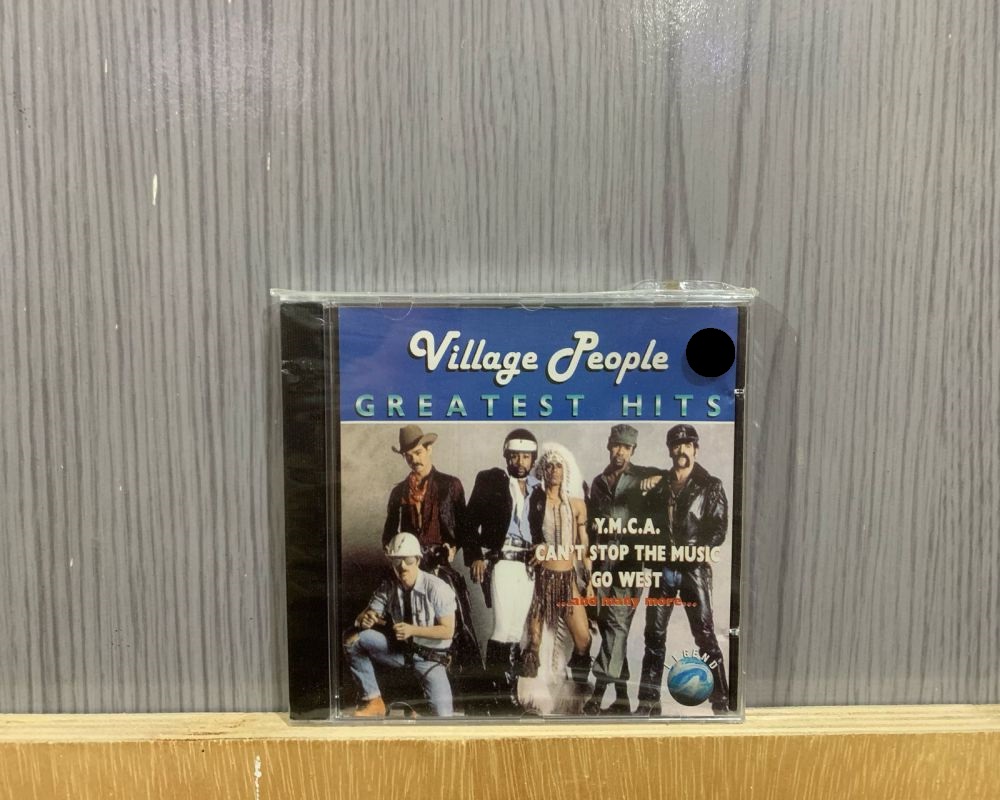 Village People
GREATEST HITS
Y.M.C.A.
CAN'T STOP THE MUSIC
GO WEST
...and many more...
LEGEND